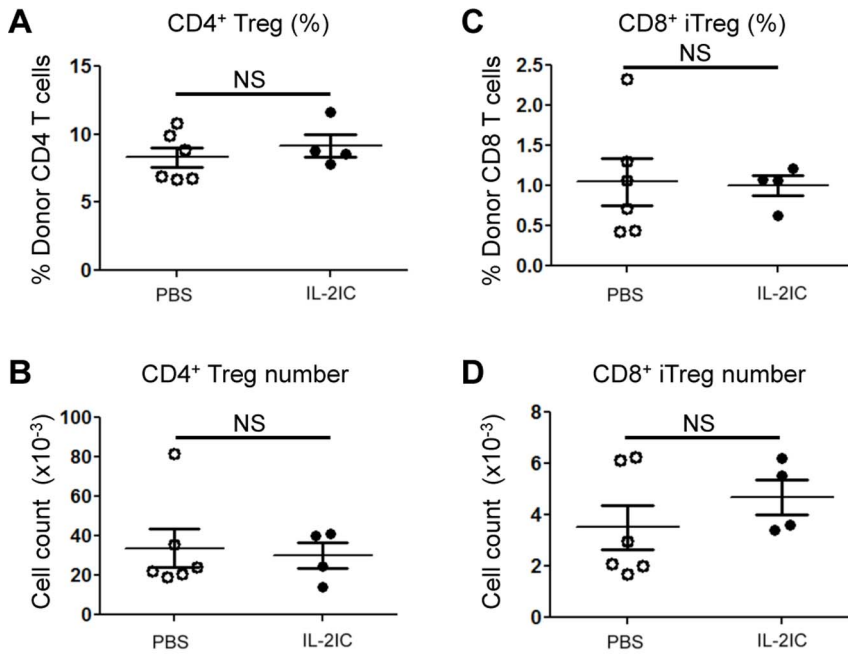 A
CD4⁺ Treg (%)
% Donor CD4 T cells
15
10
5
0
NS
PBS
IL-2IC
C
CD8⁺ iTreg (%)
% Donor CD8 T cells
2.5
2.0
1.5
1.0
0.5
0.0
NS
PBS
IL-2IC
B
CD4⁺ Treg number
Cell count (x10⁻³)
100
80
60
40
20
0
NS
PBS
IL-2IC
D
CD8⁺ iTreg number
Cell count (x10⁻³)
8
6
4
2
0
NS
PBS
IL-2IC